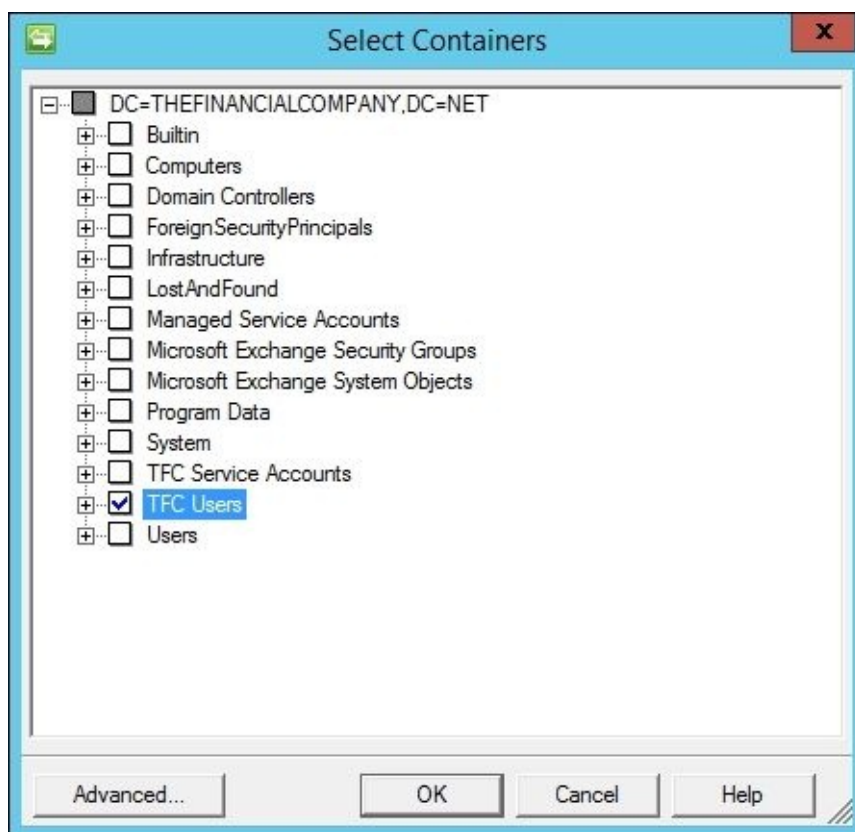 Select Containers
x
DC=THEFINANCIALCOMPANY,DC=NET
Builtin
Computers
Domain Controllers
ForeignSecurityPrincipals
Infrastructure
LostAndFound
Managed Service Accounts
Microsoft Exchange Security Groups
Microsoft Exchange System Objects
Program Data
System
TFC Service Accounts
TFC Users
Users
Advanced... OK Cancel Help